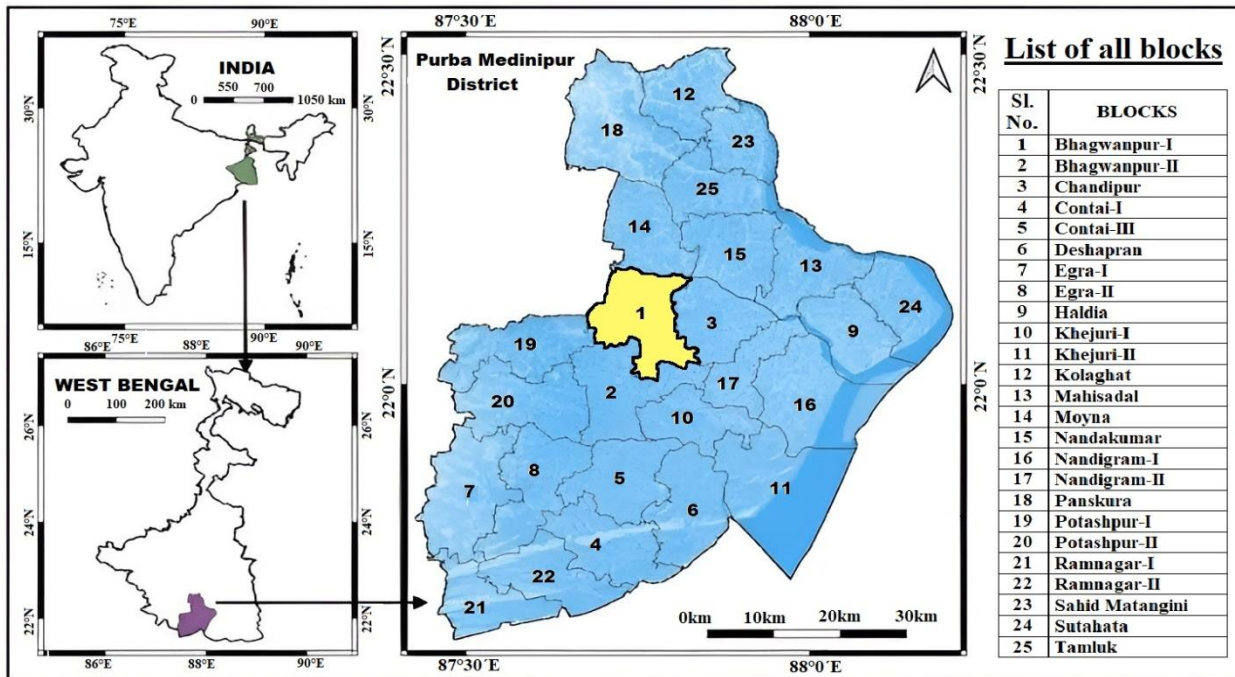 75°E 90°E
INDIA
550 700
0 1050 km
30°N 30°N
15°N 15°N
75°E 90°E
86°E 88°E 90°E
WEST BENGAL
0 100 200 km
26°N 26°N
24°N 24°N
22°N 22°N
86°E 88°E 90°E
87°30´E 88°0´E
Purba Medinipur
District
22°30´N 22°30´N
12
18
23
25
14
15
13
24
1
3
9
19
2
17
20
16
10
8
5
7
11
6
4
22
21
22°0´N 22°0´N
0km 10km 20km 30km
87°30´E 88°0´E
List of all blocks
Sl. No. BLOCKS
1 Bhagwanpur-I
2 Bhagwanpur-II
3 Chandipur
4 Contai-I
5 Contai-III
6 Deshapran
7 Egra-I
8 Egra-II
9 Haldia
10 Khejuri-I
11 Khejuri-II
12 Kolaghat
13 Mahisadal
14 Moyna
15 Nandakumar
16 Nandigram-I
17 Nandigram-II
18 Panskura
19 Potashpur-I
20 Potashpur-II
21 Ramnagar-I
22 Ramnagar-II
23 Sahid Matangini
24 Sutahata
25 Tamluk